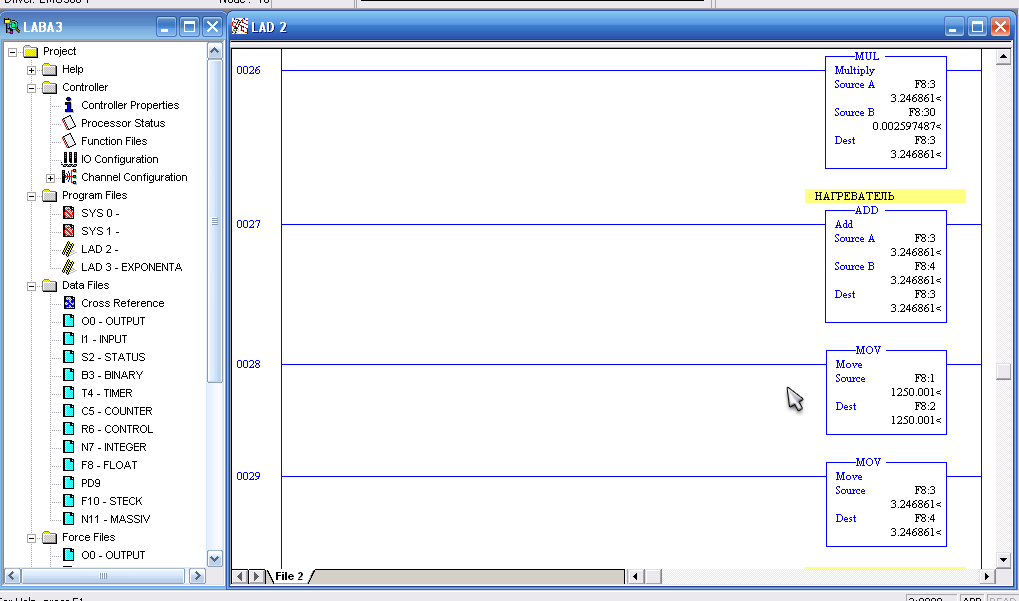 LABA3
Project
Help
Controller
Controller Properties
Processor Status
Function Files
IO Configuration
Channel Configuration
Program Files
SYS 0 -
SYS 1 -
LAD 2 -
LAD 3 - EXPONENTA
Data Files
Cross Reference
O0 - OUTPUT
I1 - INPUT
S2 - STATUS
B3 - BINARY
T4 - TIMER
C5 - COUNTER
R6 - CONTROL
N7 - INTEGER
F8 - FLOAT
PD9
F10 - STECK
N11 - MASSIV
Force Files
O0 - OUTPUT
LAD 2
0026
MUL
Multiply
Source A F8:3
3.246861<
Source B F8:30
0.002597487<
Dest F8:3
3.246861<
НАГРЕВАТЕЛЬ
0027
ADD
Add
Source A F8:3
3.246861<
Source B F8:4
3.246861<
Dest F8:3
3.246861<
0028
MOV
Move
Source F8:1
1250.001<
Dest F8:2
1250.001<
0029
MOV
Move
Source F8:3
3.246861<
Dest F8:4
3.246861<
File 2